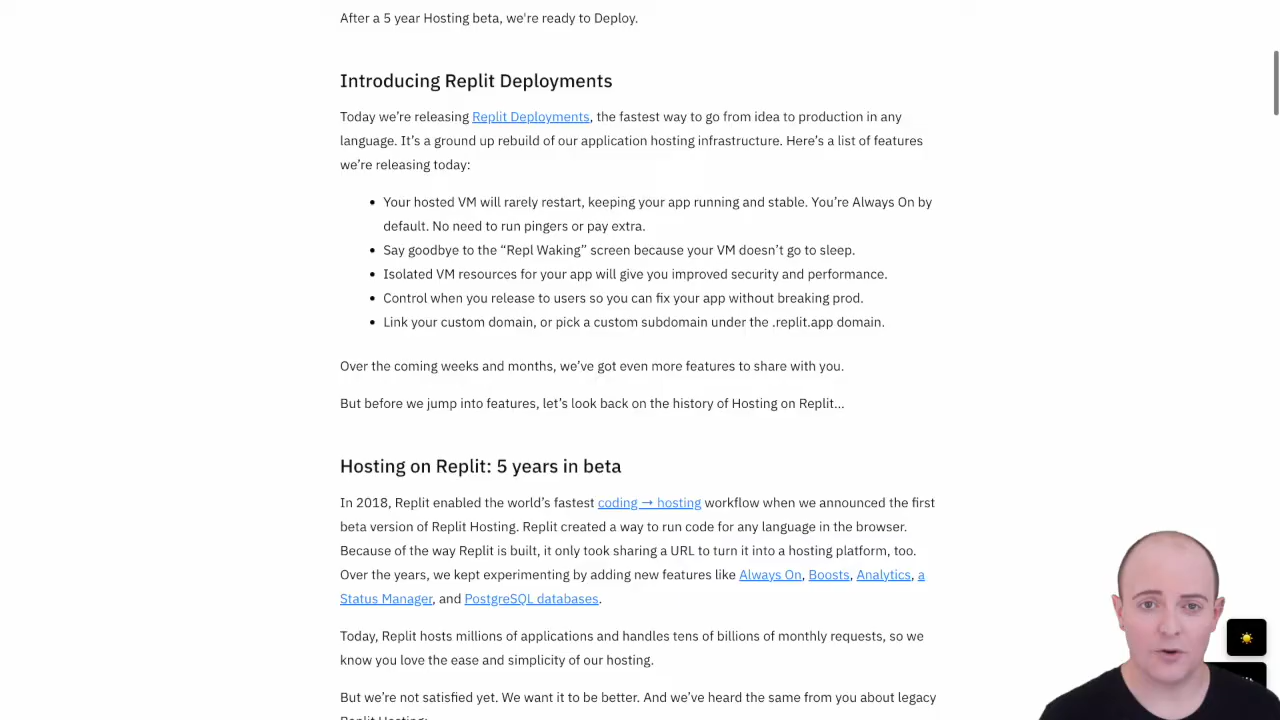 After a 5 year Hosting beta, we're ready to Deploy.
Introducing Replit Deployments
Today we’re releasing Replit Deployments, the fastest way to go from idea to production in any
language. It’s a ground up rebuild of our application hosting infrastructure. Here’s a list of features
we’re releasing today:
• Your hosted VM will rarely restart, keeping your app running and stable. You’re Always On by
default. No need to run pingers or pay extra.
• Say goodbye to the “Repl Waking” screen because your VM doesn’t go to sleep.
• Isolated VM resources for your app will give you improved security and performance.
• Control when you release to users so you can fix your app without breaking prod.
• Link your custom domain, or pick a custom subdomain under the .replit.app domain.
Over the coming weeks and months, we’ve got even more features to share with you.
But before we jump into features, let’s look back on the history of Hosting on Replit...
Hosting on Replit: 5 years in beta
In 2018, Replit enabled the world’s fastest coding → hosting workflow when we announced the first
beta version of Replit Hosting. Replit created a way to run code for any language in the browser.
Because of the way Replit is built, it only took sharing a URL to turn it into a hosting platform, too.
Over the years, we kept experimenting by adding new features like Always On, Boosts, Analytics, a
Status Manager, and PostgreSQL databases.
Today, Replit hosts millions of applications and handles tens of billions of monthly requests, so we
know you love the ease and simplicity of our hosting.
But we’re not satisfied yet. We want it to be better. And we’ve heard the same from you about legacy
Replit Hosting: